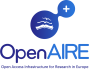 OpenAIRE
Open Access Infrastructure for Research in Europe